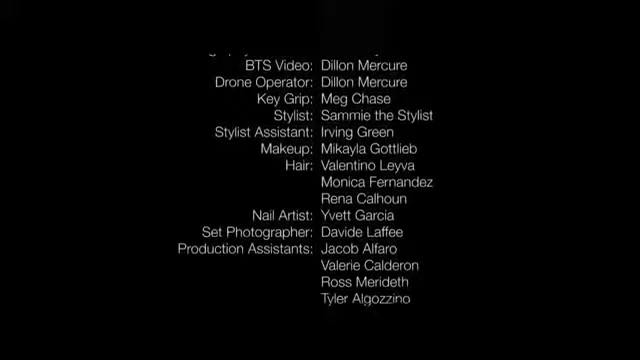 BTS Video: Dillon Mercure
Drone Operator: Dillon Mercure
Key Grip: Meg Chase
Stylist: Sammie the Stylist
Stylist Assistant: Irving Green
Makeup: Mikayla Gottlieb
Hair: Valentino Leyva
Monica Fernandez
Rena Calhoun
Nail Artist: Yvett Garcia
Set Photographer: Davide Laffee
Production Assistants: Jacob Alfaro
Valerie Calderon
Ross Merideth
Tyler Algozzino